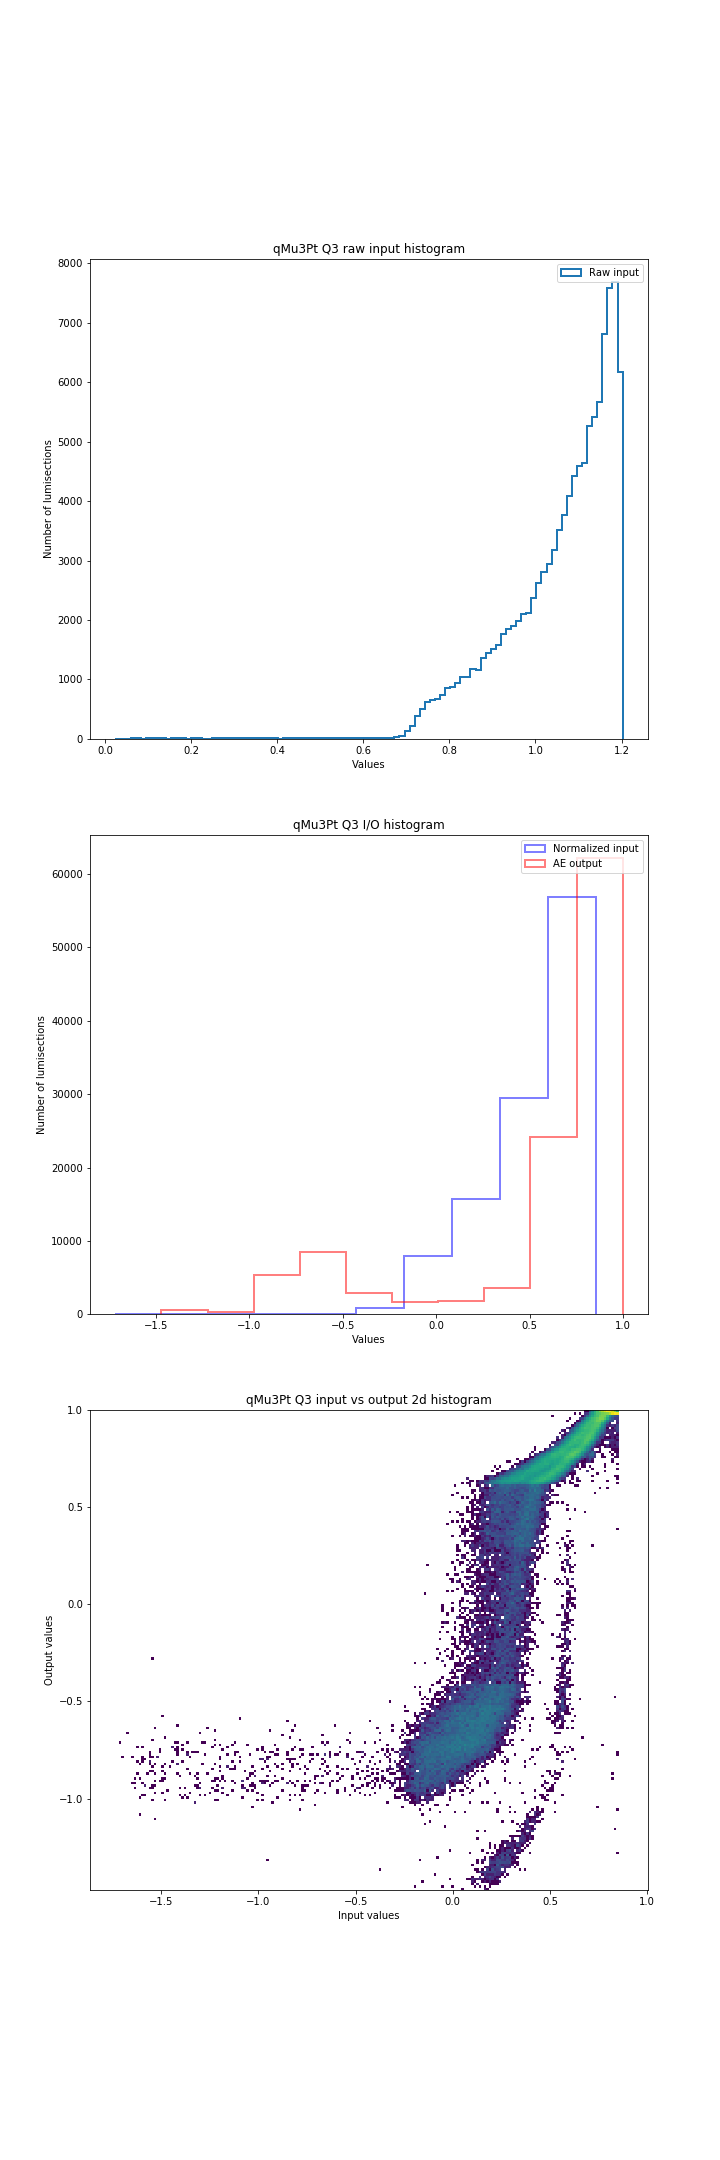 qMu3Pt Q3 raw input histogram
Raw input
8000
7000
6000
5000
4000
3000
2000
1000
0
Number of lumisections
0.0 0.2 0.4 0.6 0.8 1.0 1.2
Values
qMu3Pt Q3 I/O histogram
Normalized input
AE output
60000
50000
40000
30000
20000
10000
0
Number of lumisections
−1.5 −1.0 −0.5 0.0 0.5 1.0
Values
qMu3Pt Q3 input vs output 2d histogram
1.0
0.5
0.0
−0.5
−1.0
Output values
−1.5 −1.0 −0.5 0.0 0.5 1.0
Input values